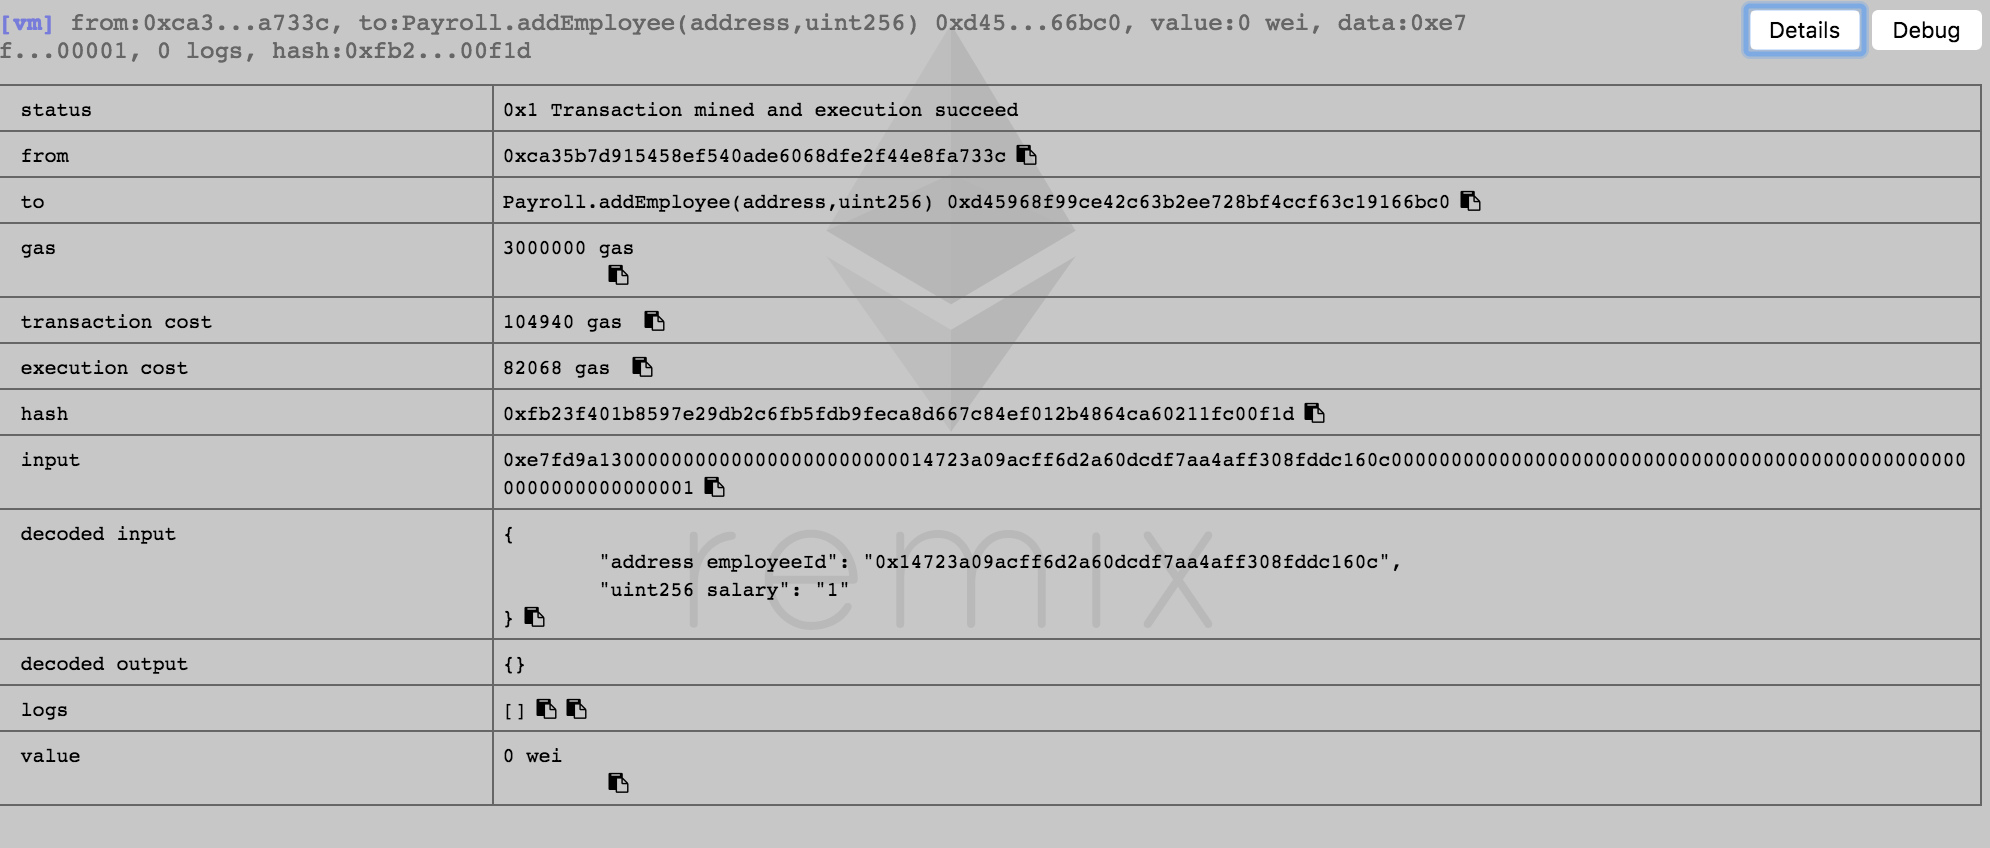 [vm] from:0xca3...a733c, to:Payroll.addEmployee(address,uint256) 0xd45...66bc0, value:0 wei, data:0xe7
f...00001, 0 logs, hash:0xfb2...00f1d
Details
Debug
status 0x1 Transaction mined and execution succeed
from 0xca35b7d915458ef540ade6068dfe2f44e8fa733c
to Payroll.addEmployee(address,uint256) 0xd45968f99ce42c63b2ee728bf4ccf63c19166bc0
gas 3000000 gas
transaction cost 104940 gas
execution cost 82068 gas
hash 0xfb23f401b8597e29db2c6fb5fdb9feca8d667c84ef012b4864ca60211fc00f1d
input 0xe7fd9a1300000000000000000000000014723a09acff6d2a60dcdf7aa4aff308fddc160c000000000000000000000000000000000000000000000000
0000000000000001
decoded input {
"address employeeId": "0x14723a09acff6d2a60dcdf7aa4aff308fddc160c",
"uint256 salary": "1"
}
decoded output {}
logs []
value 0 wei
remix